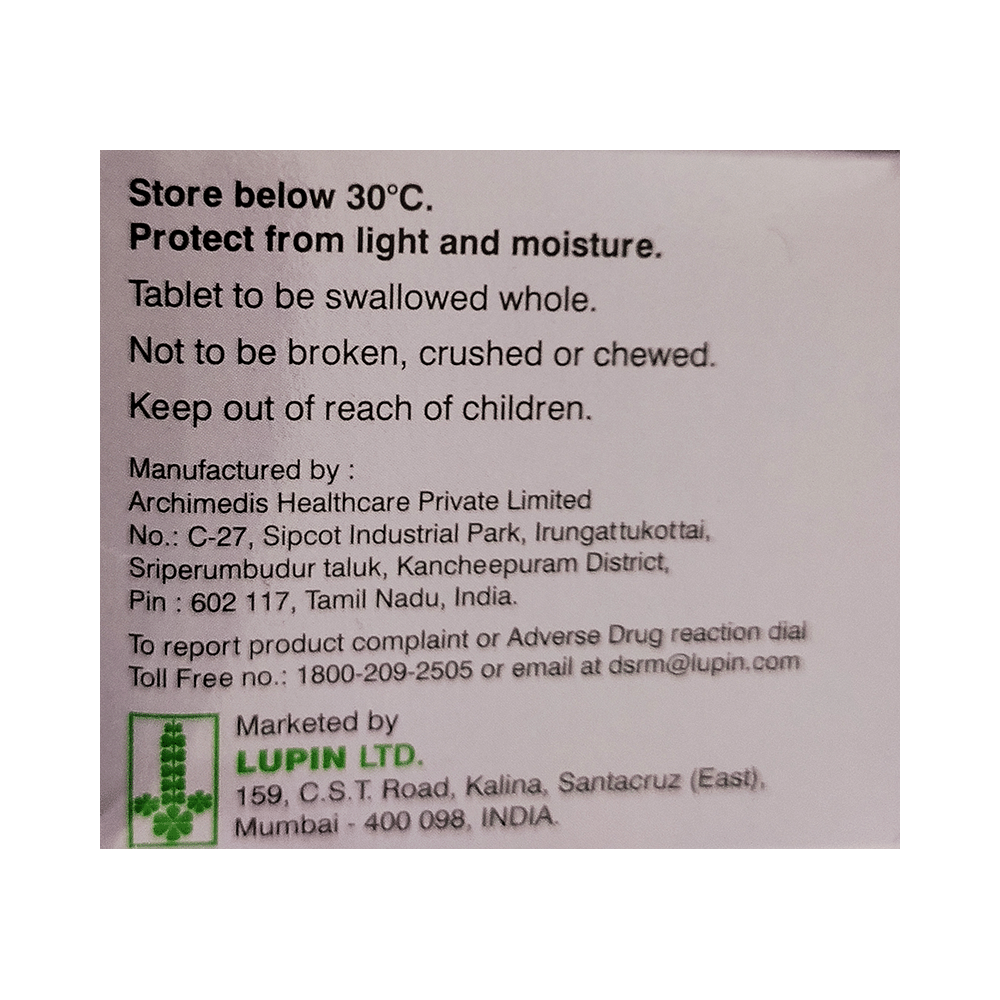 Store below 30°C.
Protect from light and moisture.
Tablet to be swallowed whole.
Not to be broken, crushed or chewed.
Keep out of reach of children.
Manufactured by :
Archimedis Healthcare Private Limited
No.: C-27, Sipcot Industrial Park, Irungattukottai,
Sriperumbudur taluk, Kancheepuram District,
Pin : 602 117, Tamil Nadu, India.
To report product complaint or Adverse Drug reaction dial
Toll Free no.: 1800-209-2505 or email at dsrm@lupin.com
Marketed by
LUPIN LTD.
159, C.S.T. Road, Kalina, Santacruz (East),
Mumbai - 400 098, INDIA.